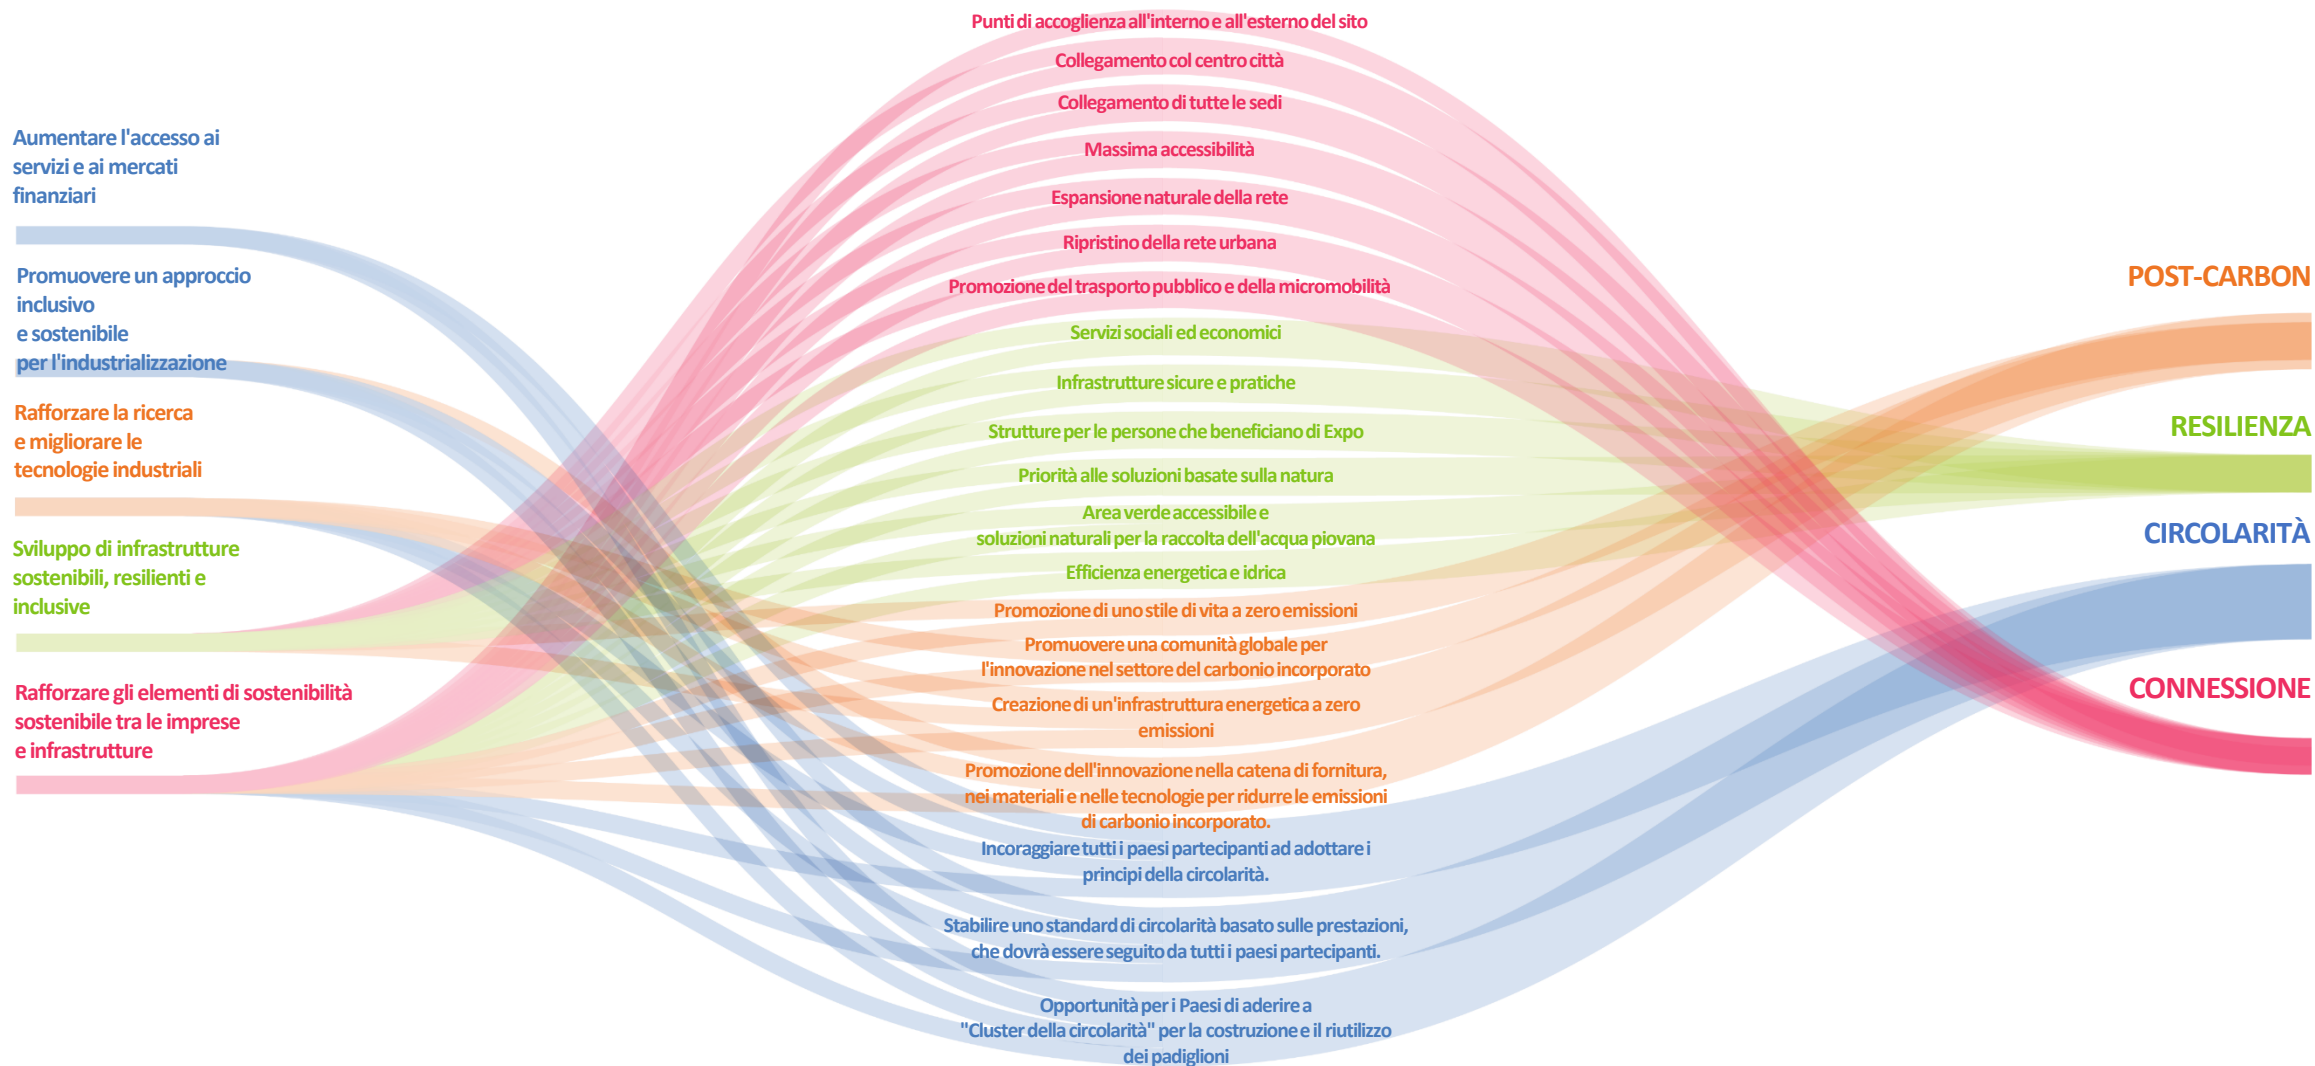 Aumentare l'accesso ai
servizi e ai mercati
finanziari
Promuovere un approccio
inclusivo
e sostenibile
per l'industrializzazione
Rafforzare la ricerca
e migliorare le
tecnologie industriali
Sviluppo di infrastrutture
sostenibili, resilienti e
inclusive
Rafforzare gli elementi di sostenibilità
sostenibile tra le imprese
e infrastrutture
Punti di accoglienza all'interno e all'esterno del sito
Collegamento col centro città
Collegamento di tutte le sedi
Massima accessibilità
Espansione naturale della rete
Ripristino della rete urbana
Promozione del trasporto pubblico e della micromobilità
Servizi sociali ed economici
Infrastrutture sicure e pratiche
Strutture per le persone che beneficiano di Expo
Priorità alle soluzioni basate sulla natura
Area verde accessibile e
soluzioni naturali per la raccolta dell'acqua piovana
Efficienza energetica e idrica
Promozione di uno stile di vita a zero emissioni
Promuovere una comunità globale per
l'innovazione nel settore del carbonio incorporato
Creazione di un'infrastruttura energetica a zero
emissioni
Promozione dell'innovazione nella catena di fornitura,
nei materiali e nelle tecnologie per ridurre le emissioni
di carbonio incorporato.
Incoraggiare tutti i paesi partecipanti ad adottare i
principi della circolarità.
Stabilire uno standard di circolarità basato sulle prestazioni,
che dovrà essere seguito da tutti i paesi partecipanti.
Opportunità per i Paesi di aderire a
"Cluster della circolarità" per la costruzione e il riutilizzo
dei padiglioni
POST-CARBON
RESILIENZA
CIRCOLARITÀ
CONNESSIONE